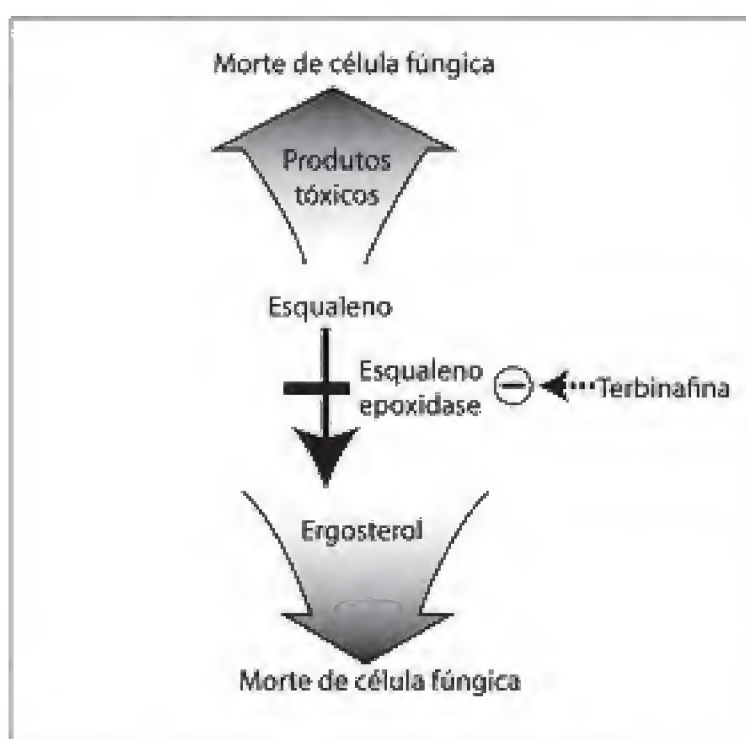 Morte de célula fúngica
Produtos
tóxicos
Esqualeno
Esqualeno
epoxidase
Terbinafina
Ergosterol
Morte de célula fúngica